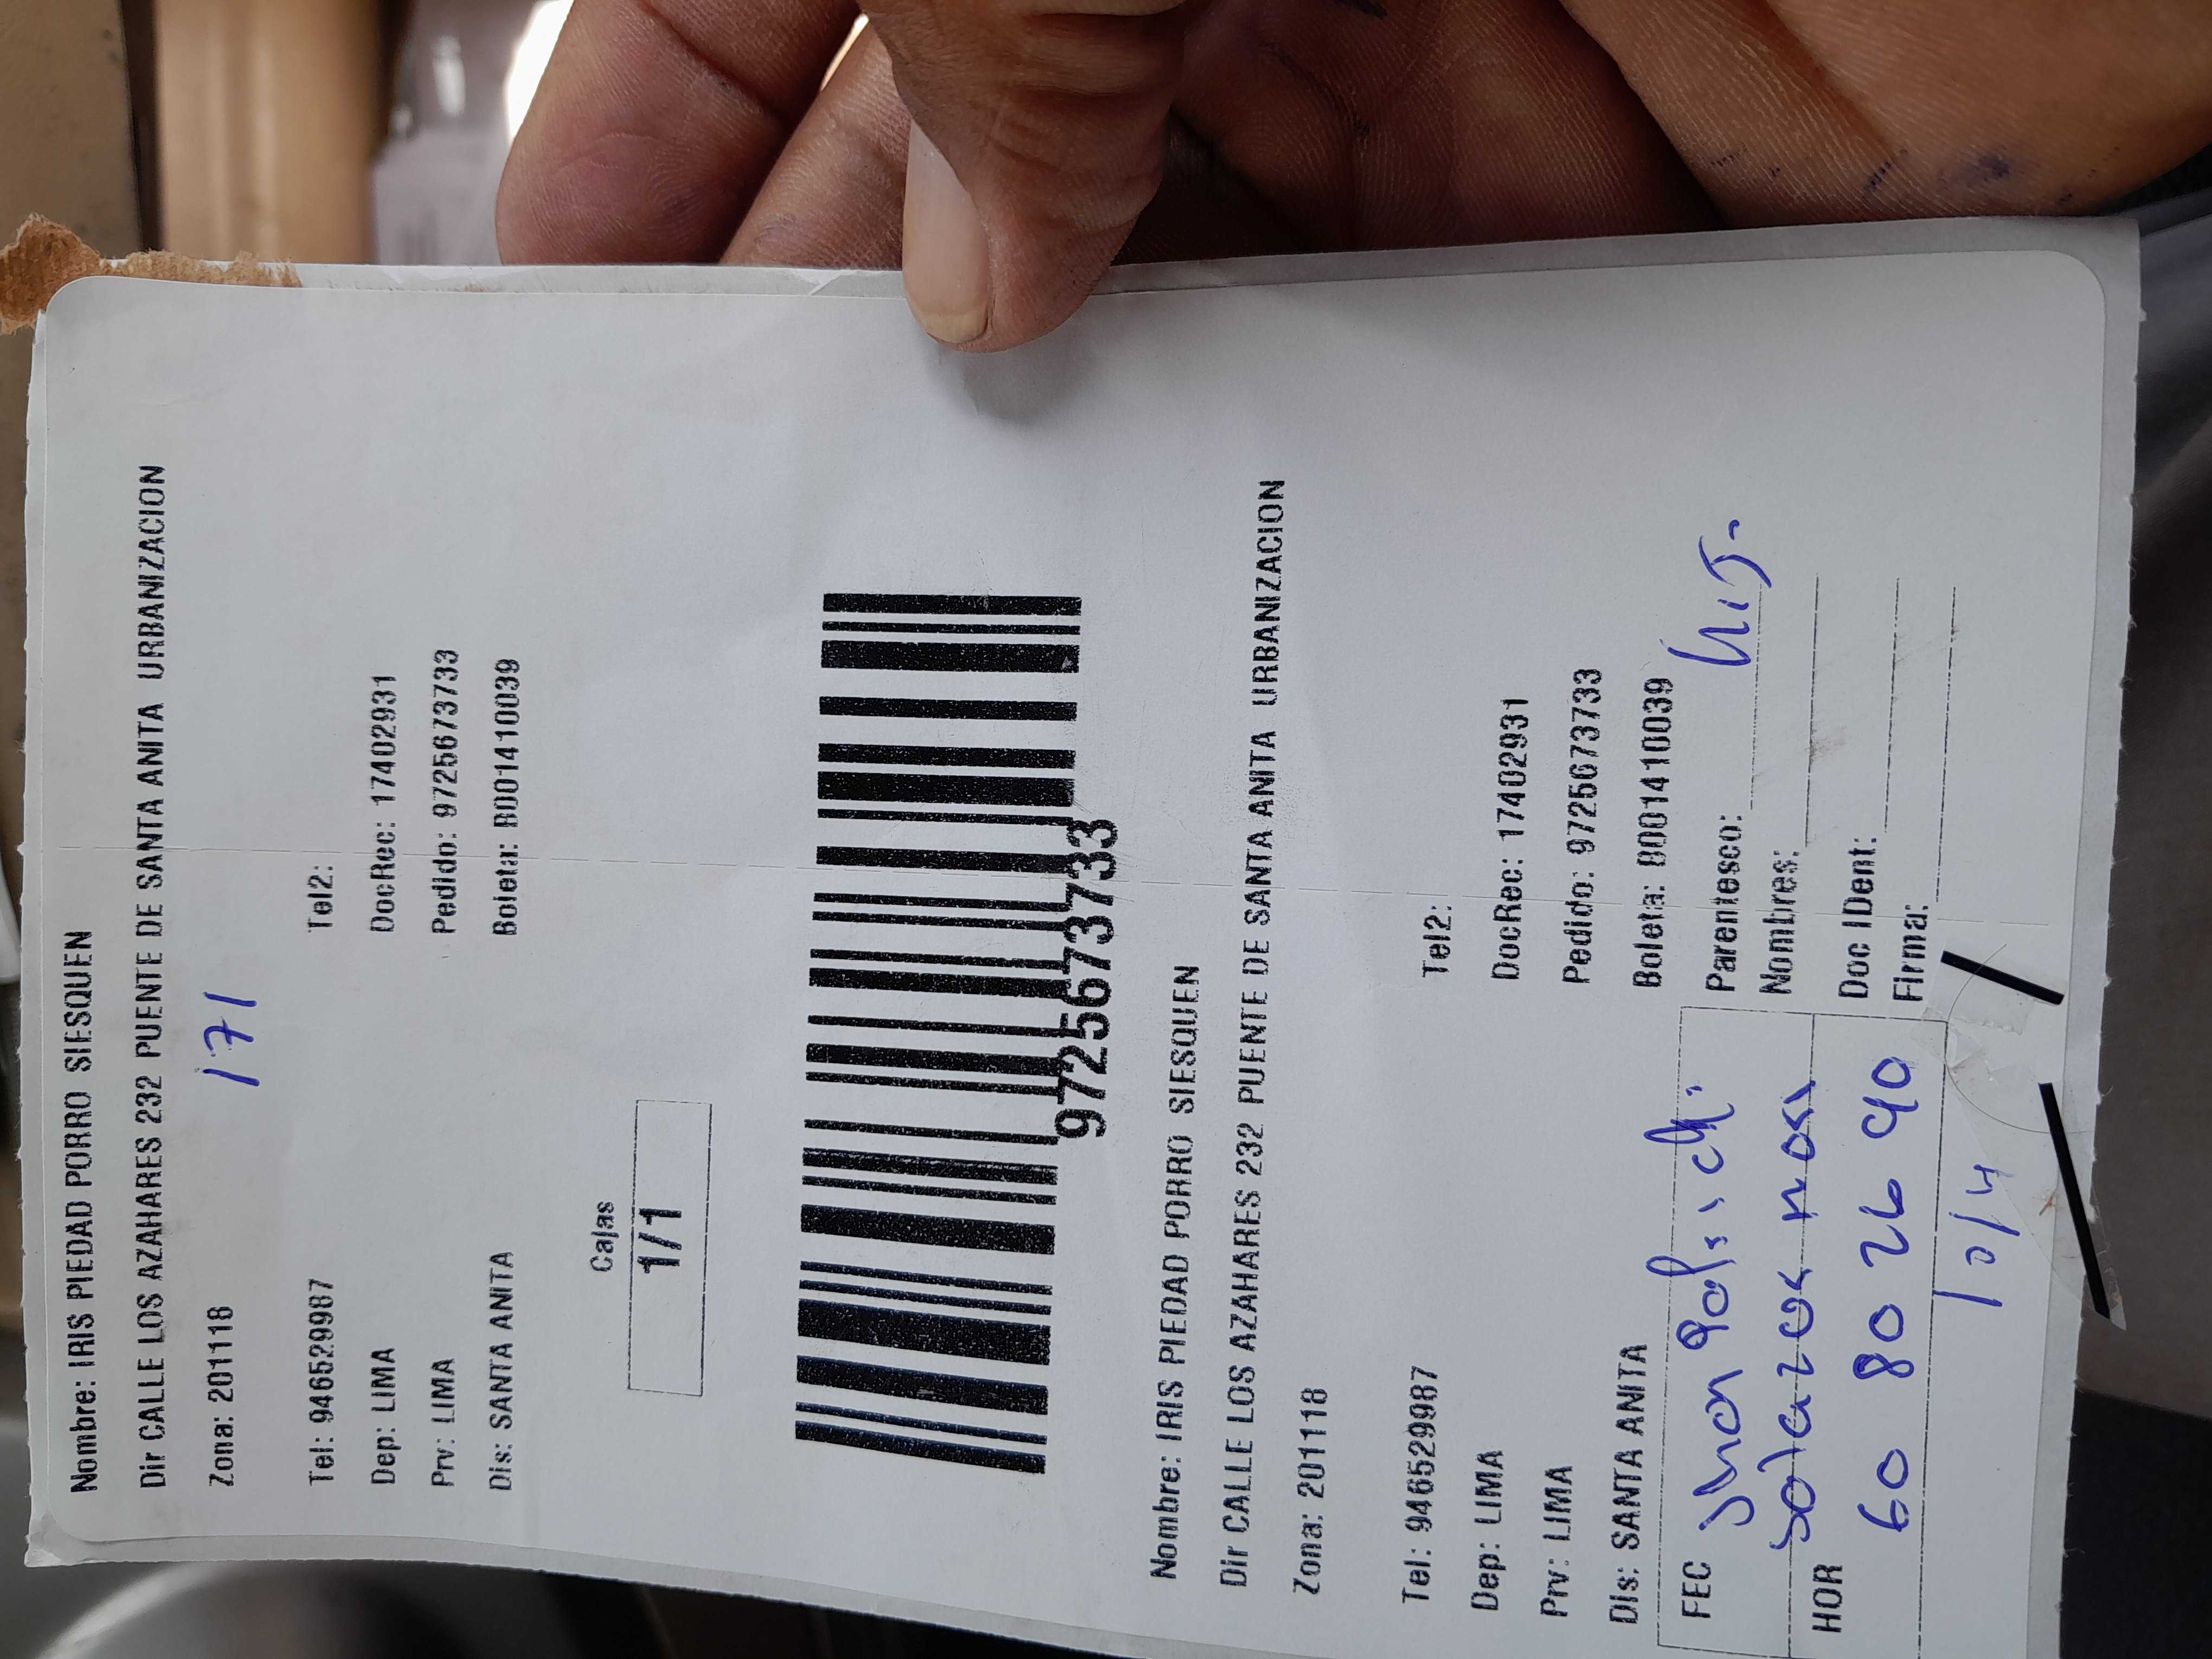 Nombre: IRIS PIEDAD PORRO SIESQUEN
Dir CALLE LOS AZAHARES 232 PUENTE DE SANTA ANITA URBANIZACION
Zona: 201118
171
Tel: 946529987 Tel2:
Dep: LIMA DocRec: 17402931
Prv: LIMA Pedido: 9725673733
Dis: SANTA ANITA Boleta: B001410039
Cajas
1/1
9725673733
Nombre: IRIS PIEDAD PORRO SIESQUEN
Dir CALLE LOS AZAHARES 232 PUENTE DE SANTA ANITA URBANIZACION
Zona: 201118
Tel: 946529987 Tel2:
Dep: LIMA DocRec: 17402931
Prv: LIMA Pedido: 9725673733
Dis: SANTA ANITA Boleta: B001410039
FEC Parentesco:
Nombres:
HOR 60 80 26 90 Doc IDent:
Firma:
10/4